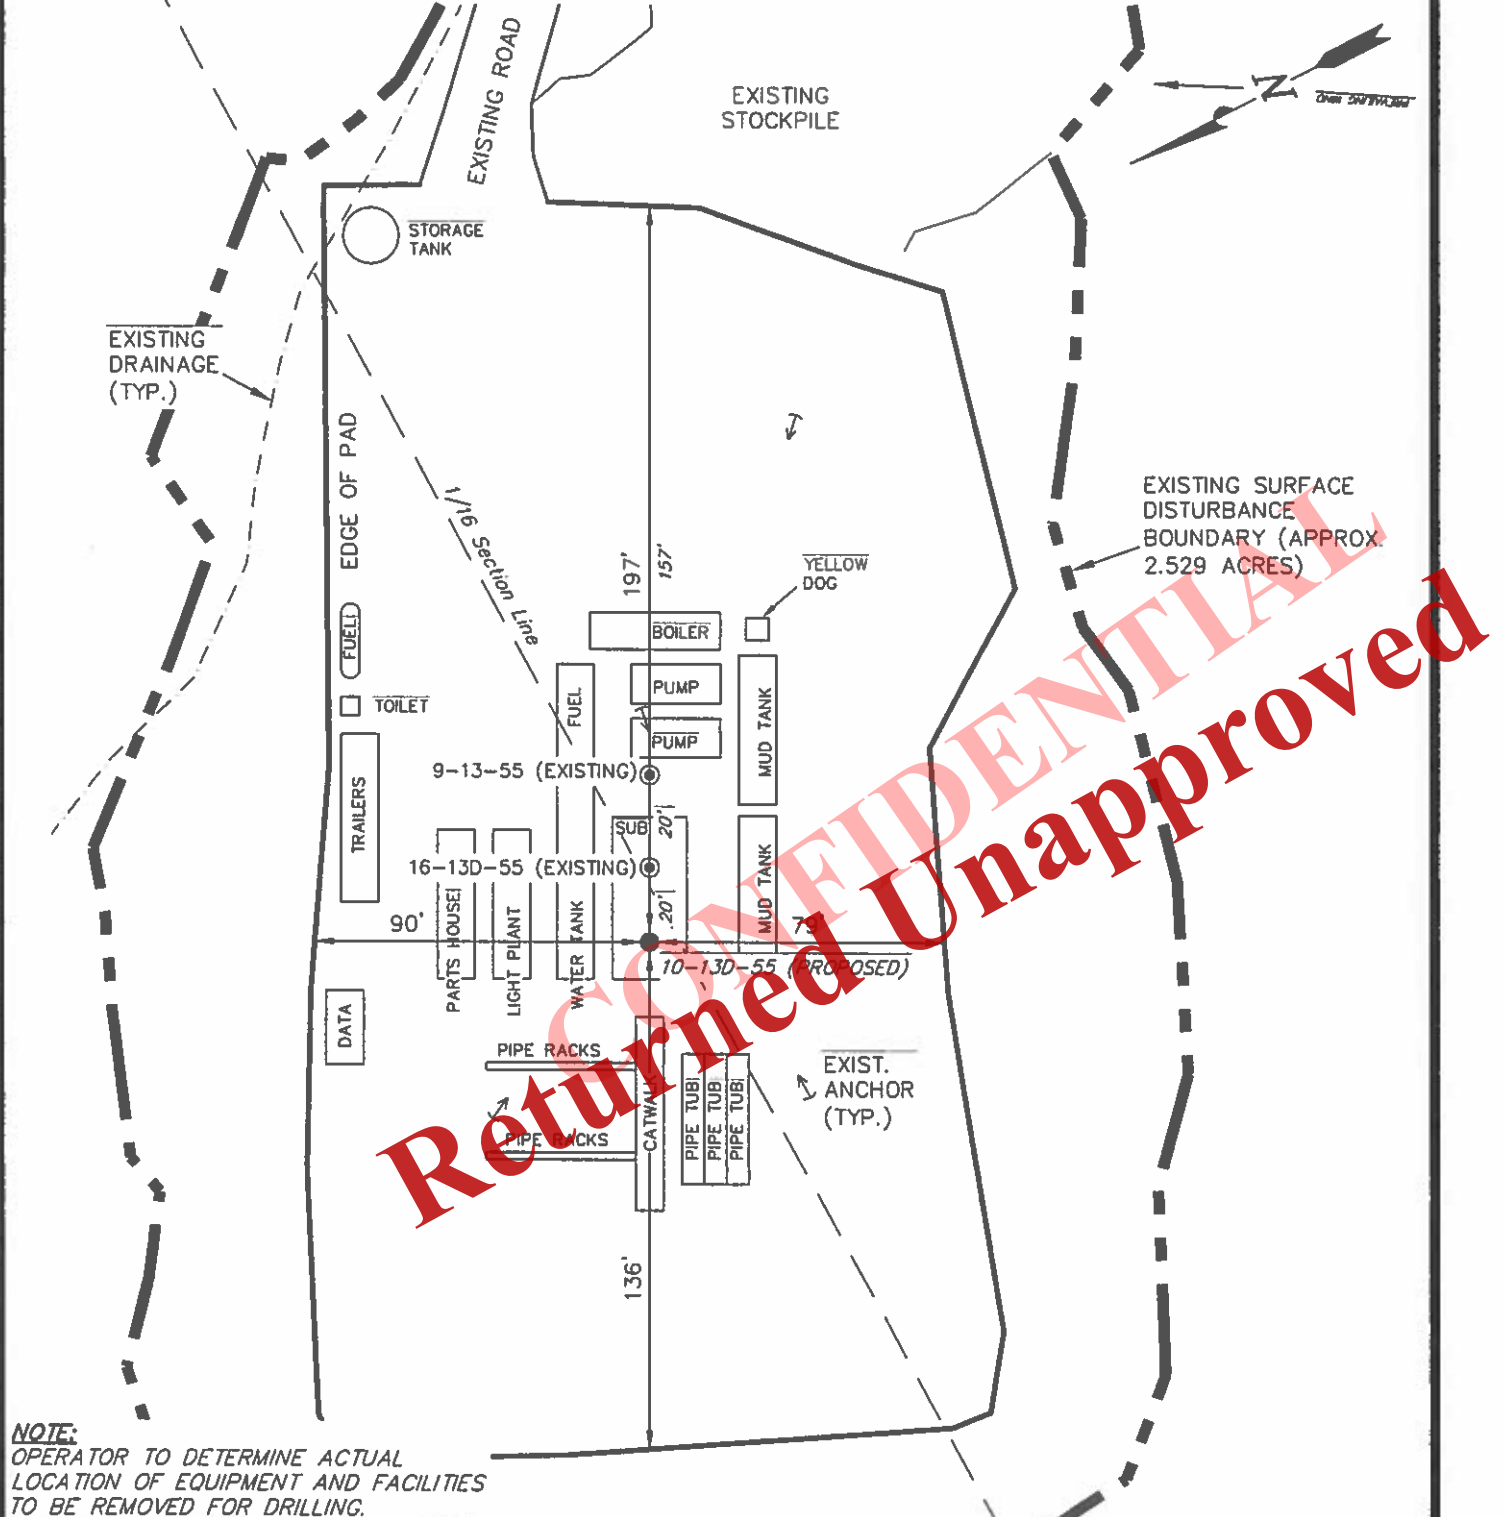 EXISTING ROAD
EXISTING
STOCKPILE
N
PREVAILING WIND
STORAGE
TANK
EXISTING
DRAINAGE
(TYP.)
EDGE OF PAD
1/16 Section Line
197'
157'
EXISTING SURFACE
DISTURBANCE
BOUNDARY (APPROX.
2.529 ACRES)
YELLOW
DOG
BOILER
FUEL
PUMP
FUEL
TOILET
MUD TANK
PUMP
9-13-55 (EXISTING)
TRAILERS
SUB
20'
16-13D-55 (EXISTING)
MUD TANK
20'
90'
79'
PARTS HOUSE
LIGHT PLANT
WATER TANK
10-13D-55 (PROPOSED)
DATA
PIPE RACKS
CATWALK
PIPE TUB
PIPE TUB
PIPE TUB
EXIST.
ANCHOR
(TYP.)
PIPE RACKS
136'
CONFIDENTIAL
Returned Unapproved
NOTE:
OPERATOR TO DETERMINE ACTUAL
LOCATION OF EQUIPMENT AND FACILITIES
TO BE REMOVED FOR DRILLING.